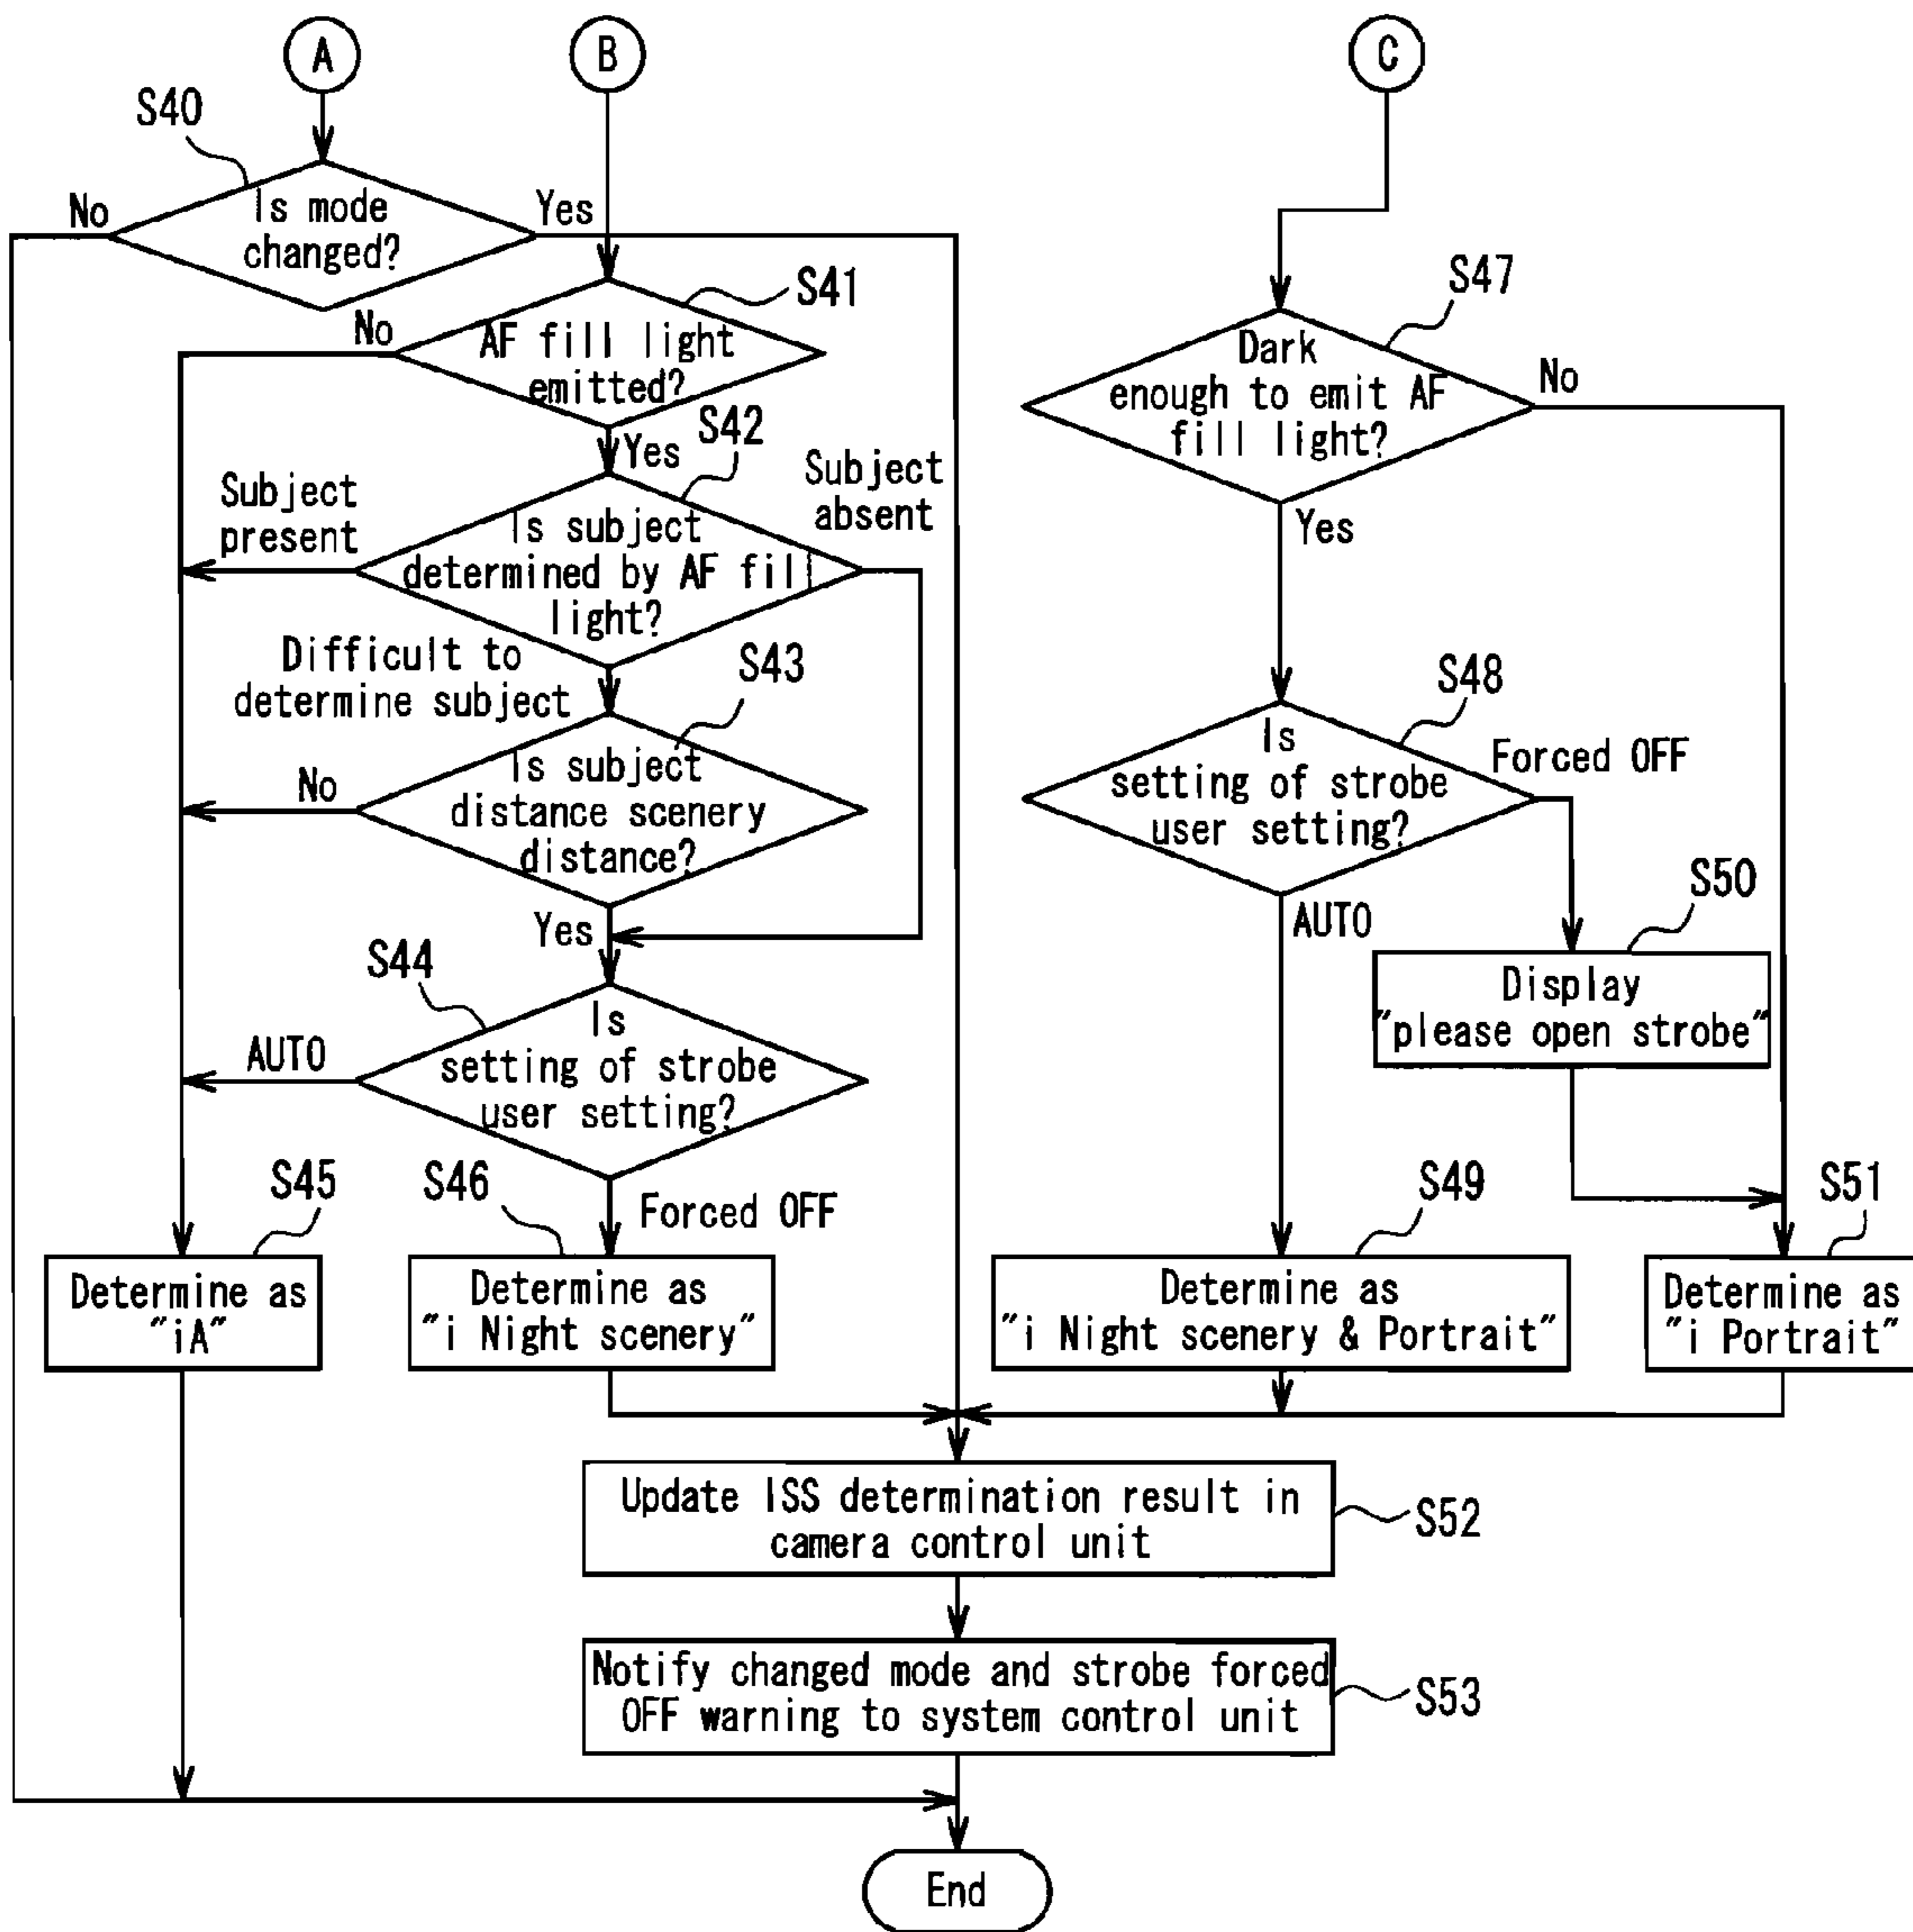 A
B
C
S40
Is mode
changed?
No
Yes
S41
AF fill light
emitted?
No
Yes
S42
Is subject
determined by AF fill
light?
Subject
present
Subject
absent
Difficult to
determine subject
S43
Is subject
distance scenery
distance?
No
Yes
S44
Is
setting of strobe
user setting?
AUTO
Forced OFF
S45
Determine as
"iA"
S46
Determine as
"i Night scenery"
S47
Dark
enough to emit AF
fill light?
No
Yes
S48
Is
setting of strobe
user setting?
Forced OFF
AUTO
S50
Display
"please open strobe"
S49
Determine as
"i Night scenery & Portrait"
S51
Determine as
"i Portrait"
Update ISS determination result in
camera control unit
S52
Notify changed mode and strobe forced
OFF warning to system control unit
S53
End